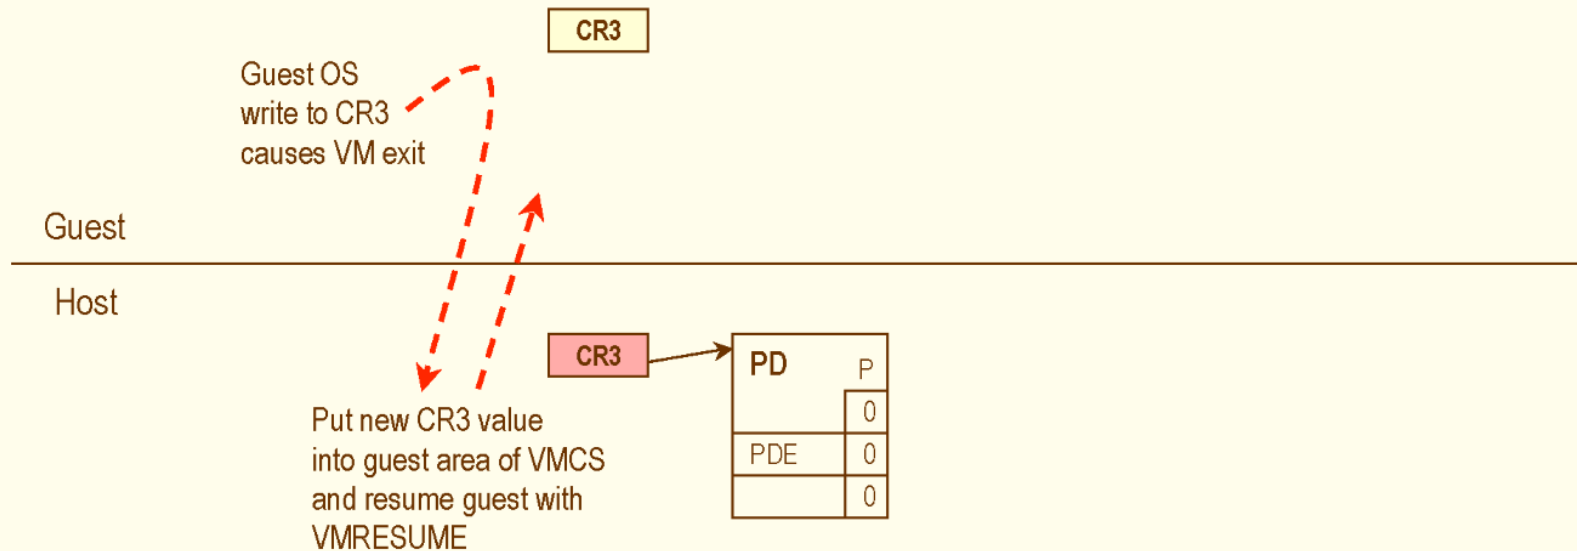 CR3
Guest OS
write to CR3
causes VM exit
Guest
Host
CR3
PD P
0
PDE 0
0
Put new CR3 value
into guest area of VMCS
and resume guest with
VMRESUME